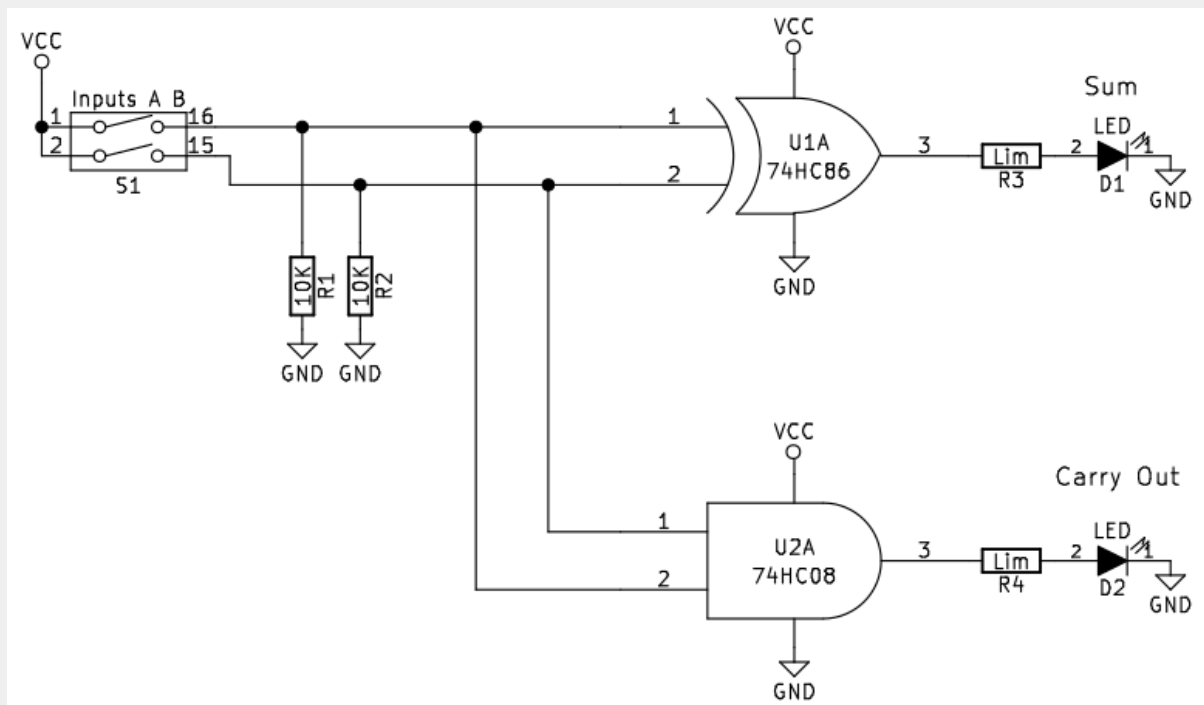 VCC
Inputs A B
1
16
2
15
S1
10K
R1
10K
R2
GND
GND
VCC
1
2
U1A
74HC86
3
GND
Lim
R3
Sum
LED
2
1
D1
GND
VCC
1
2
U2A
74HC08
3
GND
Lim
R4
Carry Out
LED
2
1
D2
GND